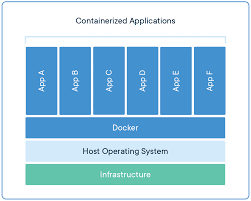 Containerized Applications
App A
App B
App C
App D
App E
App F
Docker
Host Operating System
Infrastructure